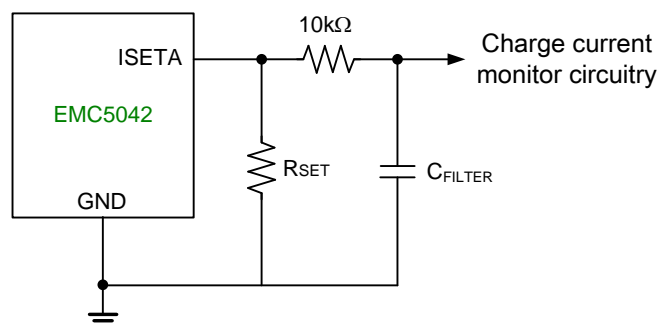 10kΩ
ISETA
Charge current
monitor circuitry
EMC5042
RSET
CFILTER
GND